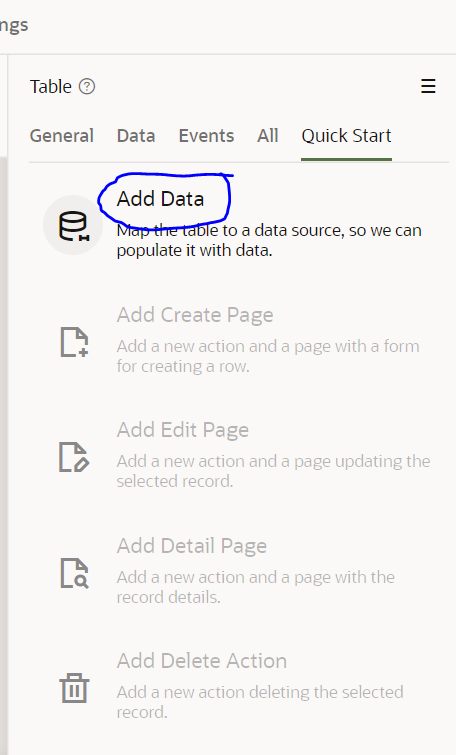 ngs
Table
General Data Events All Quick Start
Add Data
Map the table to a data source, so we can
populate it with data.
Add Create Page
Add a new action and a page with a form
for creating a row.
Add Edit Page
Add a new action and a page updating the
selected record.
Add Detail Page
Add a new action and a page with the
record details.
Add Delete Action
Add a new action deleting the selected
record.